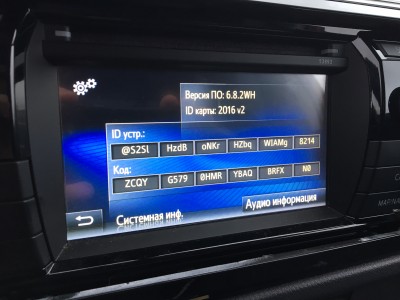 Версия ПО: 6.8.2WH
ID карты: 2016 v2
ID устр.:
@S2Sl HzdB oNKr HZbq WIAMg 8214
Код:
ZCQY G579 @HMR Y8AQ BRFX N0
Системная инф. Аудио информация